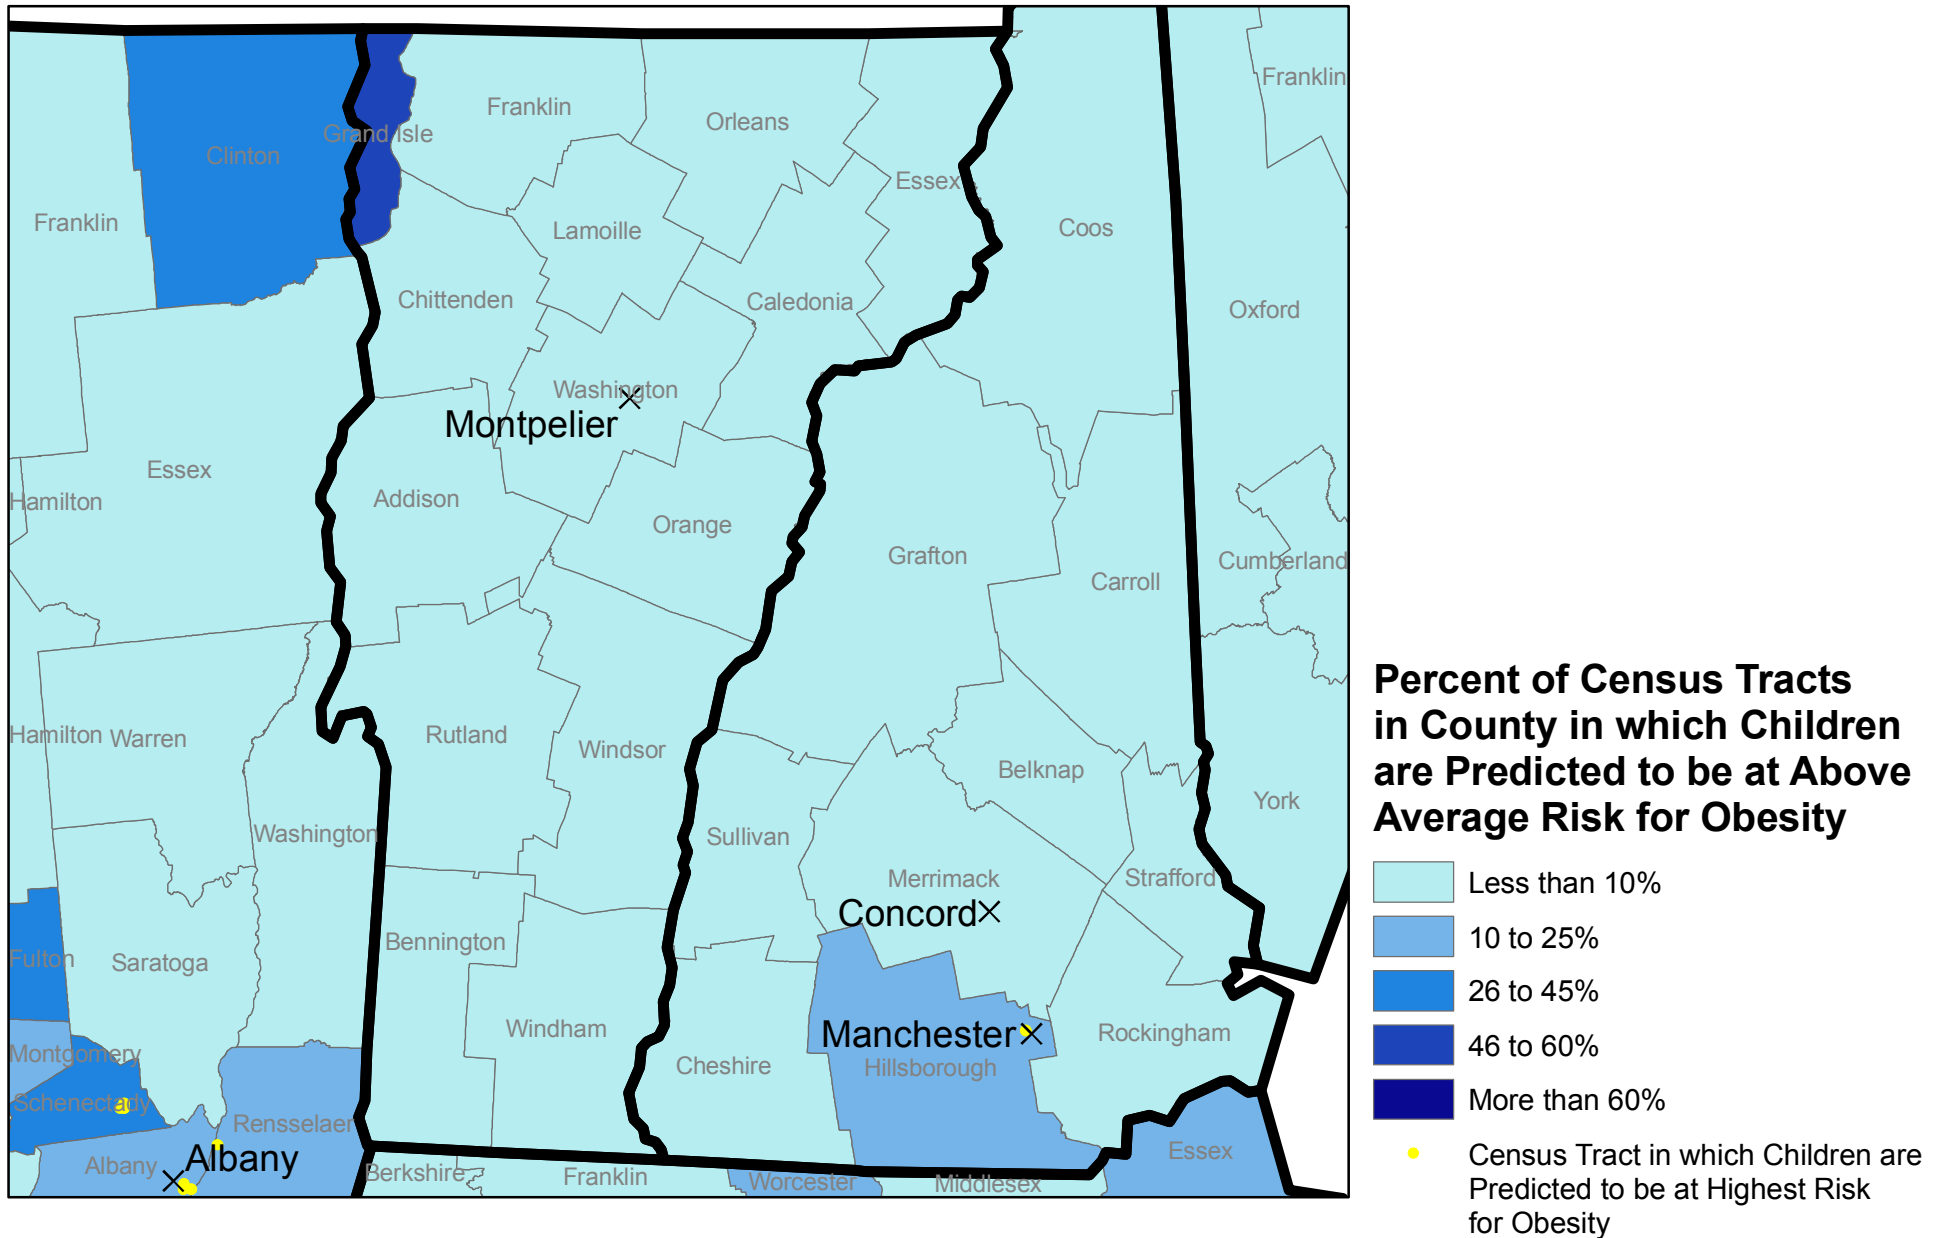 Franklin
Franklin
Orleans
Grand Isle
Clinton
Essex
Franklin
Lamoille
Coos
Chittenden
Caledonia
Oxford
Washington
Montpelier
Essex
Addison
Hamilton
Orange
Grafton
Cumberland
Carroll
Hamilton
Warren
Rutland
Windsor
Belknap
York
Washington
Sullivan
Merrimack
Strafford
Concord
Bennington
Fulton
Saratoga
Windham
Manchester
Rockingham
Montgomery
Cheshire
Hillsborough
Schenectady
Rensselaer
Essex
Albany
Albany
Berkshire
Franklin
Worcester
Middlesex
Percent of Census Tracts
in County in which Children
are Predicted to be at Above
Average Risk for Obesity
Less than 10%
10 to 25%
26 to 45%
46 to 60%
More than 60%
Census Tract in which Children are
Predicted to be at Highest Risk
for Obesity